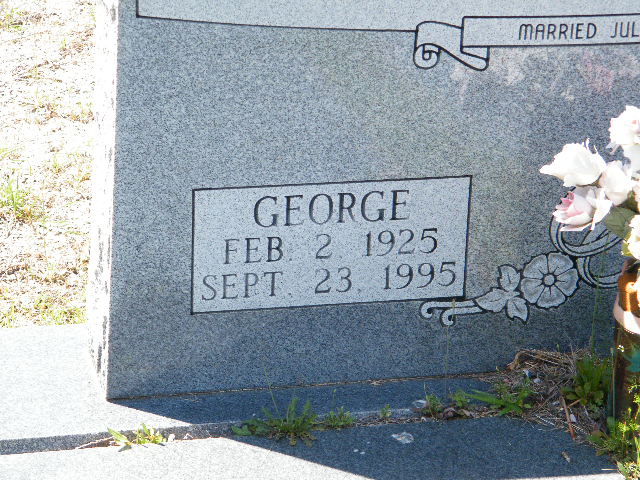 MARRIED JUL
GEORGE
FEB. 2, 1925
SEPT. 23, 1995